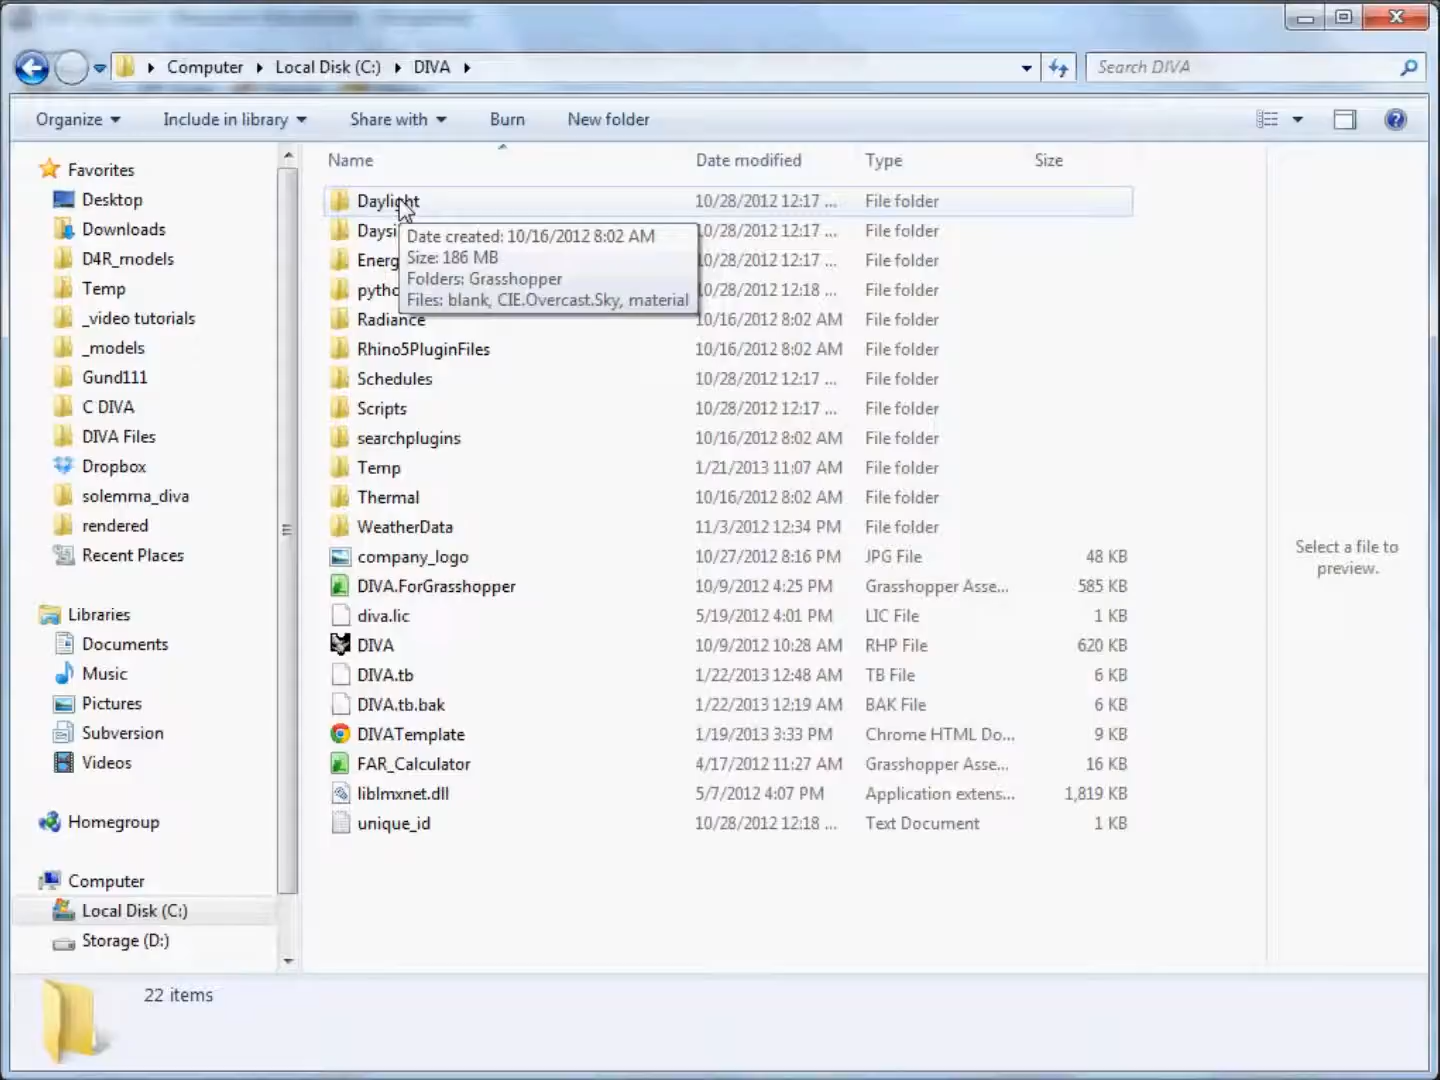 Computer ▸ Local Disk (C:) ▸ DIVA ▸
Search DIVA
Organize Include in library Share with Burn New folder
Favorites
Desktop
Downloads
D4R_models
Temp
_video tutorials
_models
Gund111
C DIVA
DIVA Files
Dropbox
solemma_diva
rendered
Recent Places
Libraries
Documents
Music
Pictures
Subversion
Videos
Homegroup
Computer
Local Disk (C:)
Storage (D:)
Name Date modified Type Size
Daylight 10/28/2012 12:17 ... File folder
Daysi 10/28/2012 12:17 ... File folder
Energ 10/28/2012 12:17 ... File folder
pytho 10/28/2012 12:18 ... File folder
Date created: 10/16/2012 8:02 AM
Size: 186 MB
Folders: Grasshopper
Files: blank, CIE.Overcast.Sky, material
Radiance 10/16/2012 8:02 AM File folder
Rhino5PluginFiles 10/16/2012 8:02 AM File folder
Schedules 10/28/2012 12:17 ... File folder
Scripts 10/28/2012 12:17 ... File folder
searchplugins 10/16/2012 8:02 AM File folder
Temp 1/21/2013 11:07 AM File folder
Thermal 10/16/2012 8:02 AM File folder
WeatherData 11/3/2012 12:34 PM File folder
company_logo 10/27/2012 8:16 PM JPG File 48 KB
DIVA.ForGrasshopper 10/9/2012 4:25 PM Grasshopper Asse... 585 KB
diva.lic 5/19/2012 4:01 PM LIC File 1 KB
DIVA 10/9/2012 10:28 AM RHP File 620 KB
DIVA.tb 1/22/2013 12:48 AM TB File 6 KB
DIVA.tb.bak 1/22/2013 12:19 AM BAK File 6 KB
DIVATemplate 1/19/2013 3:33 PM Chrome HTML Do... 9 KB
FAR_Calculator 4/17/2012 11:27 AM Grasshopper Asse... 16 KB
liblmxnet.dll 5/7/2012 4:07 PM Application extens... 1,819 KB
unique_id 10/28/2012 12:18 ... Text Document 1 KB
Select a file to
preview.
22 items